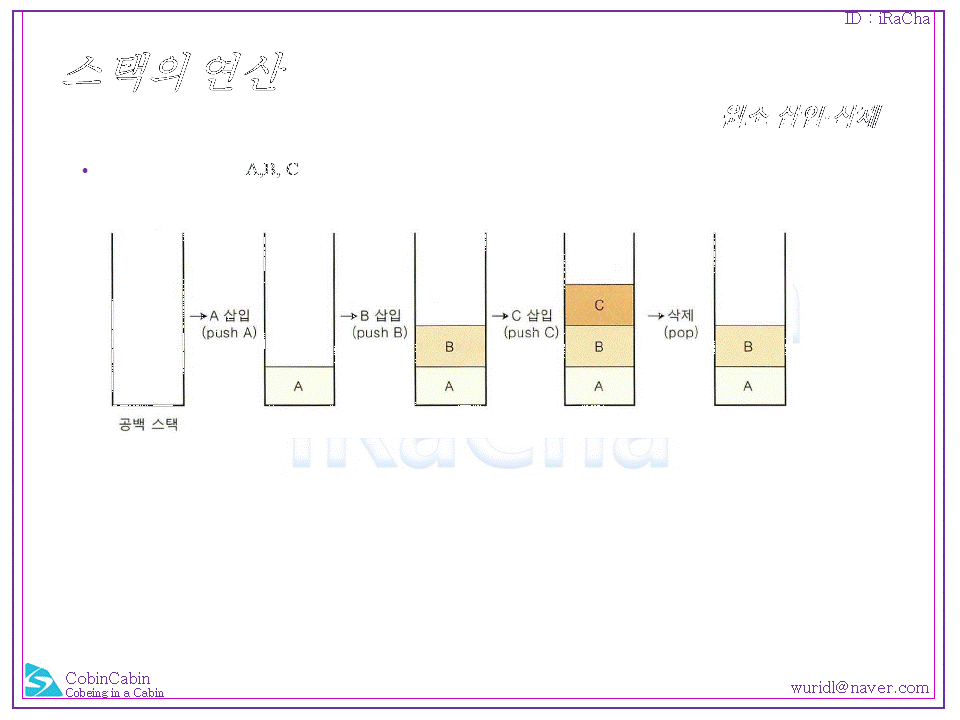 ID : iRaCha
스택의 연산
원소 삽입·삭제
• A,B, C
→ A 삽입
(push A)
→ B 삽입
(push B)
→ C 삽입
(push C)
→ 삭제
(pop)
C
B
B
B
A
A
A
A
공백 스택
iRaCha
CobinCabin
Cobeing in a Cabin
wuridl@naver.com